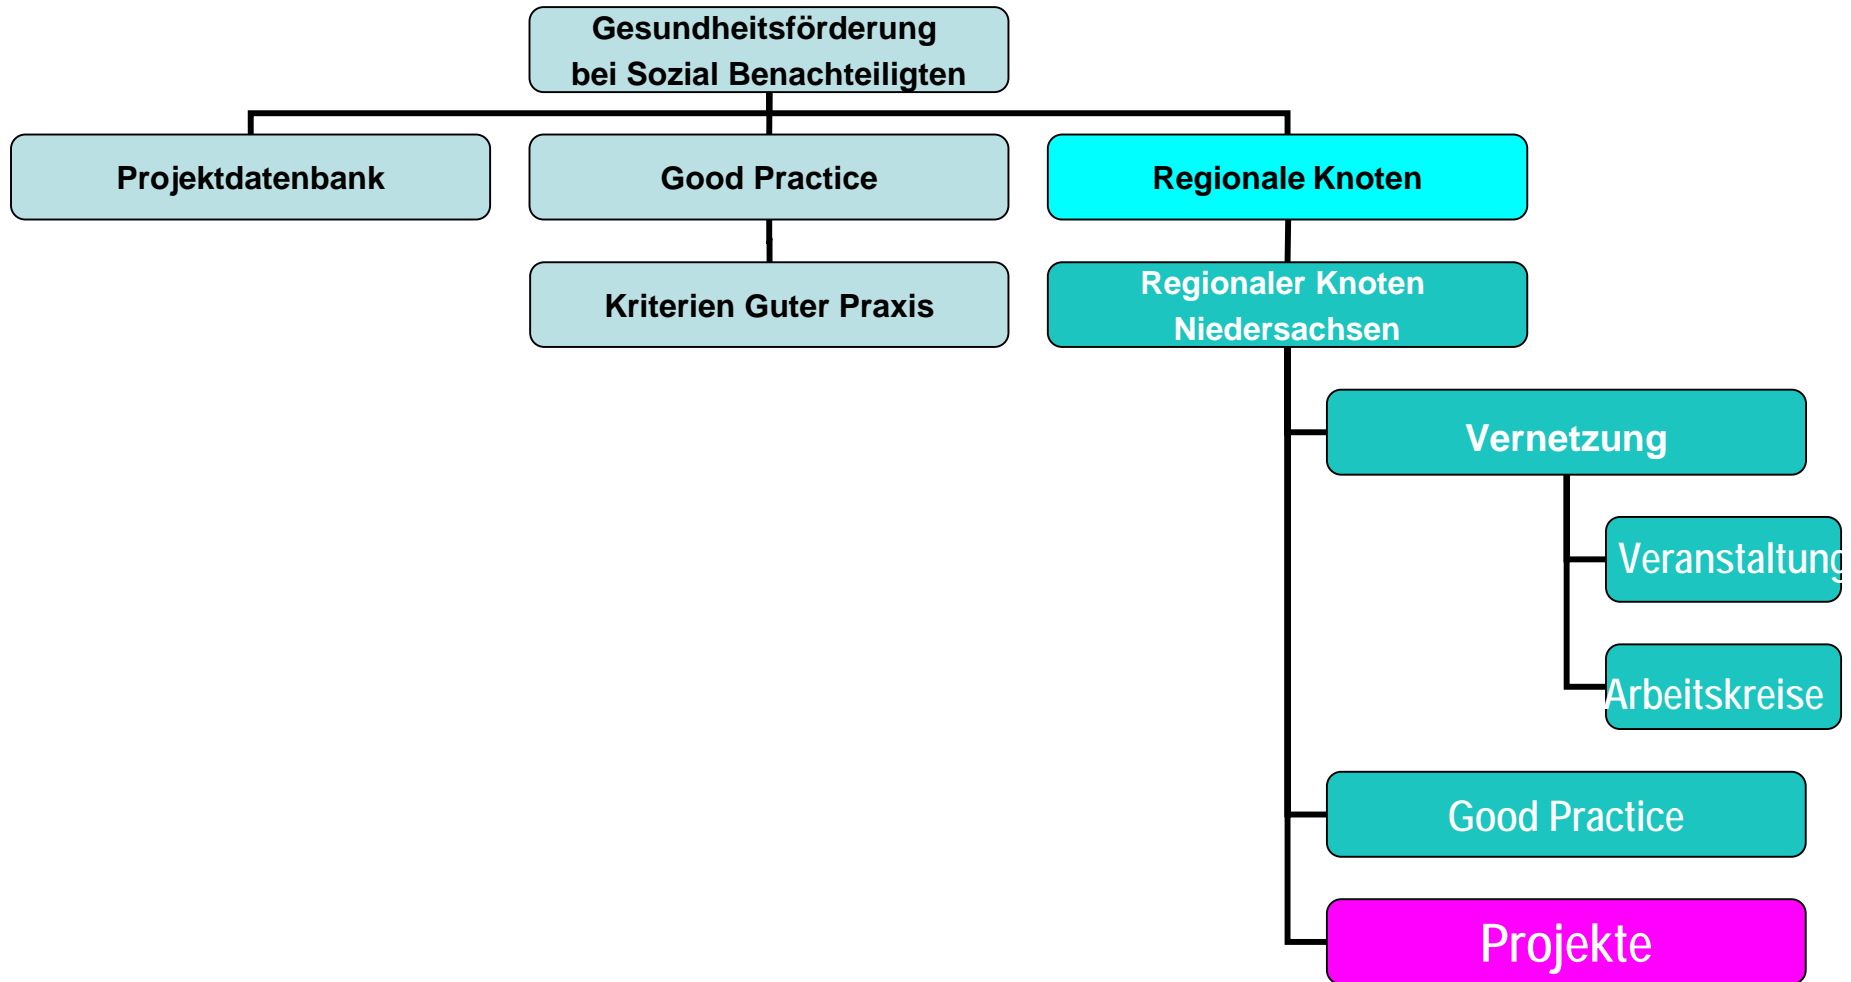 Gesundheitsförderung
bei Sozial Benachteiligten
Projektdatenbank
Good Practice
Regionale Knoten
Kriterien Guter Praxis
Regionaler Knoten
Niedersachsen
Vernetzung
Veranstaltung
Arbeitskreise
Good Practice
Projekte